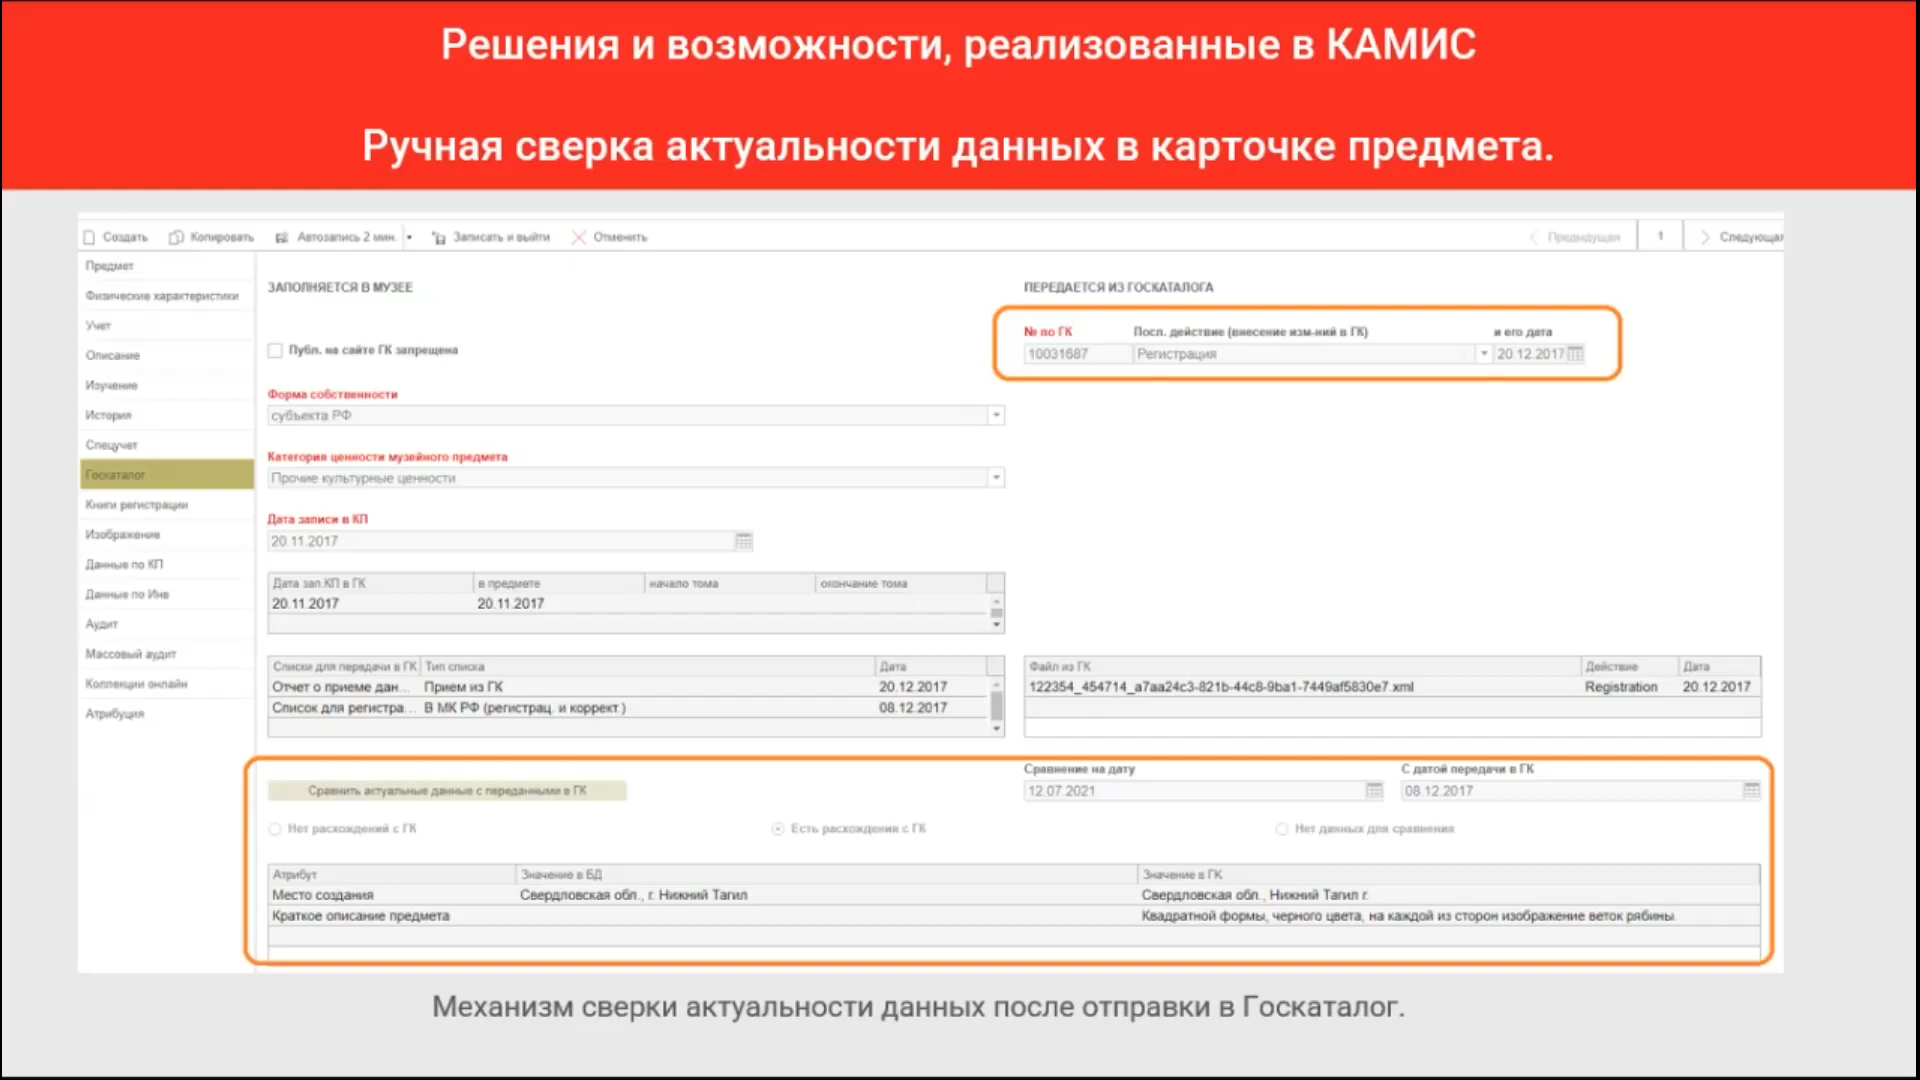 Решения и возможности, реализованные в КАМИС
Ручная сверка актуальности данных в карточке предмета.
Создать Копировать Автозапись 2 мин. Записать и выйти Отменить Предыдущая 1 Следующая
Предмет
Физические характеристики
Учет
Описание
Изучение
История
Спецучет
Госкаталог
Книги регистрации
Изображение
Данные по КП
Данные по Инв
Аудит
Массовый аудит
Коллекции онлайн
Атрибуция
ЗАПОЛНЯЕТСЯ В МУЗЕЕ
Публ. на сайте ГК запрещена
Форма собственности
субъекта РФ
Категория ценности музейного предмета
Прочие культурные ценности
Дата записи в КП
20.11.2017
Дата зап.КП в ГК в предмете начало тома окончание тома
20.11.2017 20.11.2017
Списки для передачи в ГК Тип списка Дата
Отчет о приеме дан... Прием из ГК 20.12.2017
Список для регистра... В МК РФ (регистрац. и коррект.) 08.12.2017
ПЕРЕДАЕТСЯ ИЗ ГОСКАТАЛОГА
№ по ГК Посл. действие (внесение изм-ний в ГК) и его дата
10031687 Регистрация 20.12.2017
Файл из ГК Действие Дата
122354_454714_a7aa24c3-821b-44c8-9ba1-7449af5830e7.xml Registration 20.12.2017
Сравнить актуальные данные с переданными в ГК
Сравнение на дату С датой передачи в ГК
12.07.2021 08.12.2017
Нет расхождений с ГК Есть расхождения с ГК Нет данных для сравнения
Атрибут Значение в БД Значение в ГК
Место создания Свердловская обл., г. Нижний Тагил Свердловская обл., Нижний Тагил г.
Краткое описание предмета Квадратной формы, черного цвета, на каждой из сторон изображение веток рябины.
Механизм сверки актуальности данных после отправки в Госкаталог.